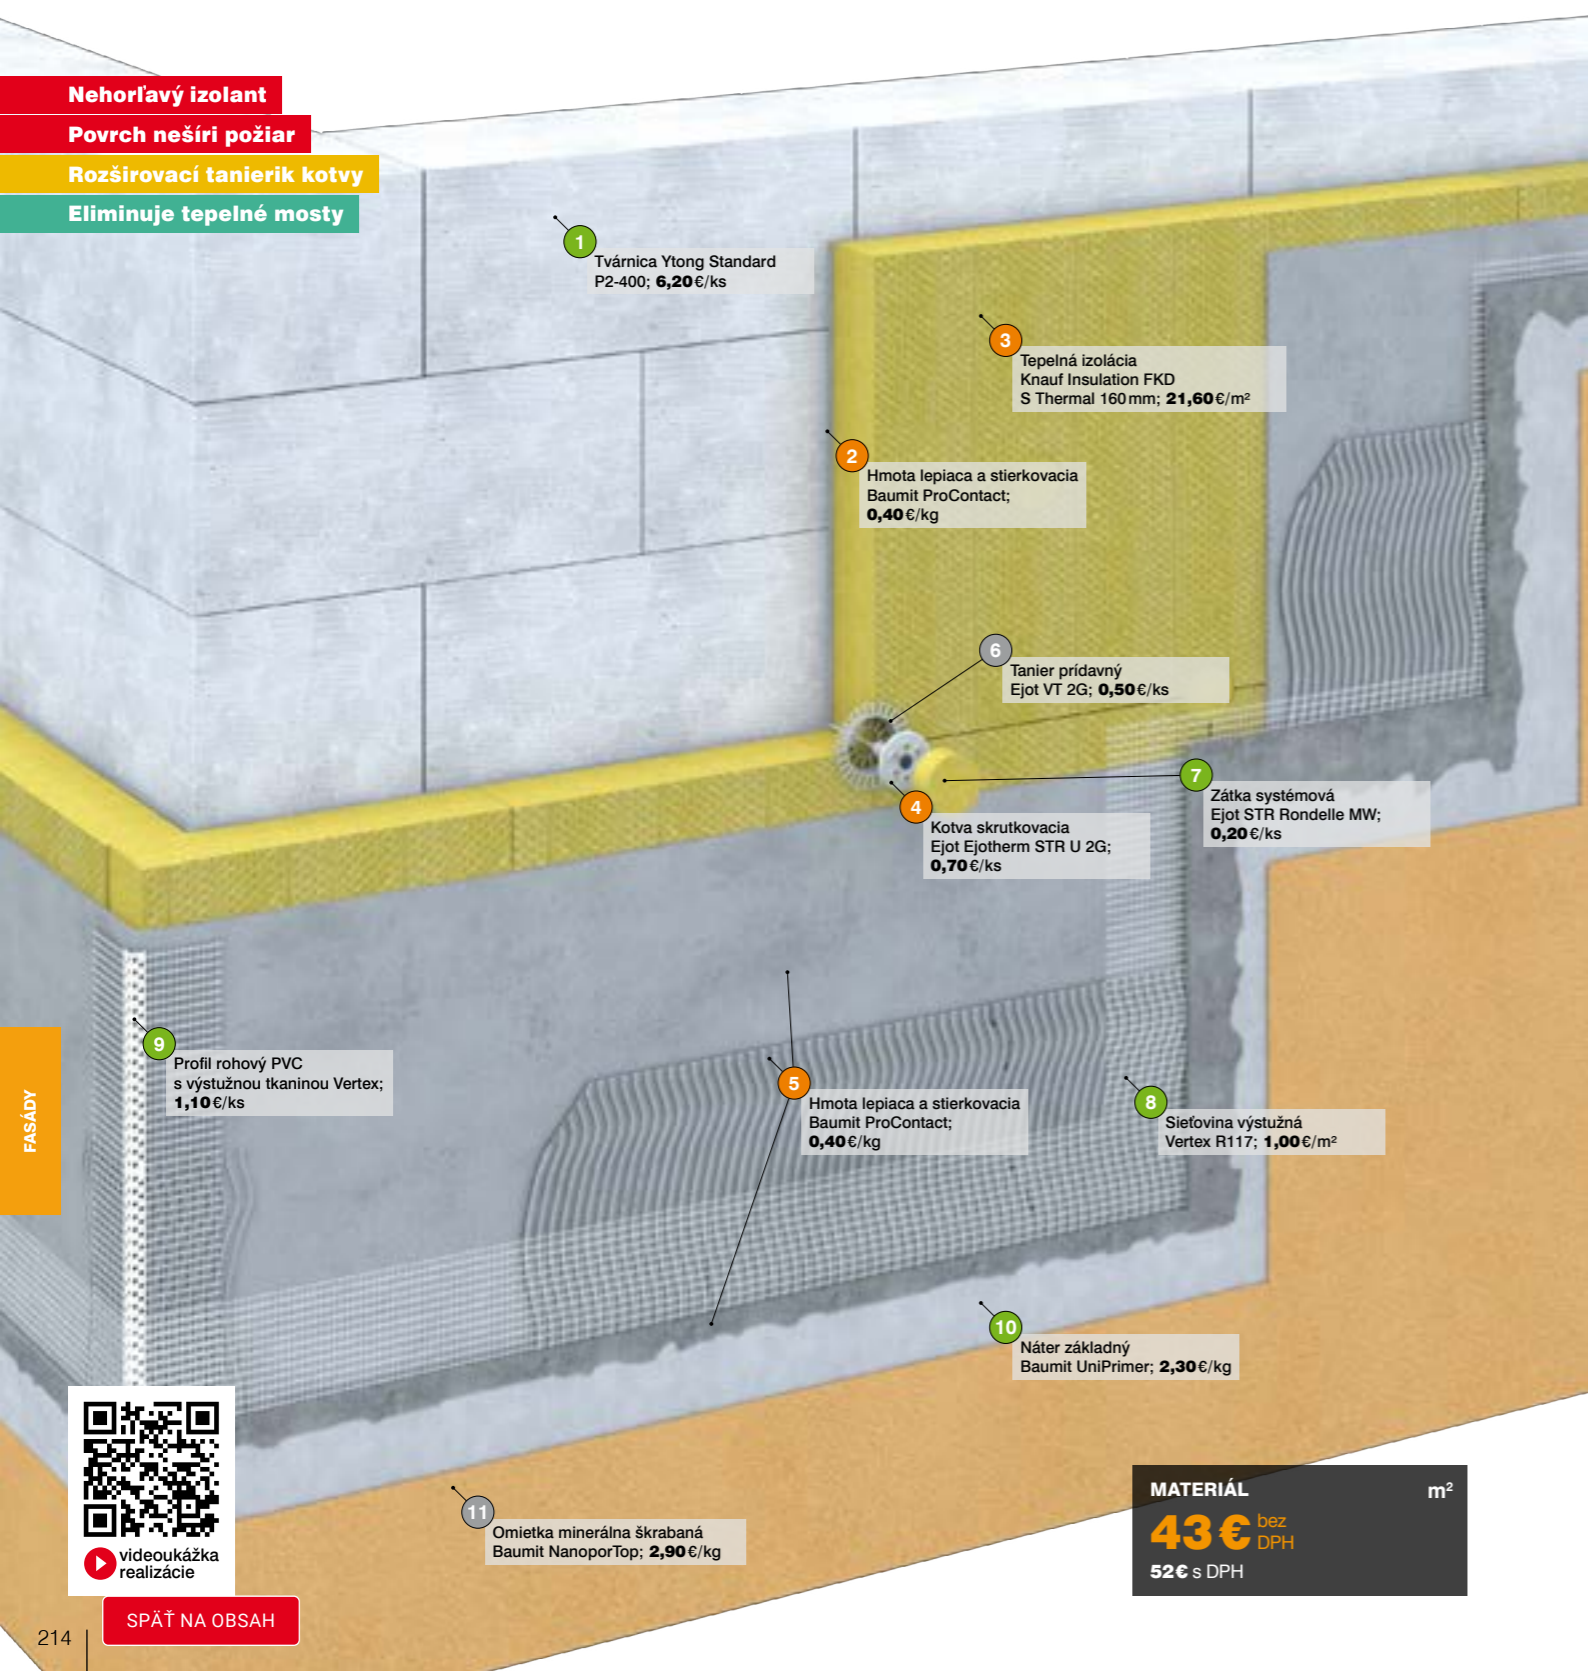 Nehorľavý izolant
Povrch nešíri požiar
Rozširovací tanierik kotvy
Eliminuje tepelné mosty
1
Tvárnica Ytong Standard
P2-400; 6,20 €/ks
3
Tepelná izolácia
Knauf Insulation FKD
S Thermal 160 mm; 21,60 €/m²
2
Hmota lepiaca a stierkovacia
Baumit ProContact;
0,40 €/kg
6
Tanier prídavný
Ejot VT 2G; 0,50 €/ks
7
Zátka systémová
Ejot STR Rondelle MW;
0,20 €/ks
4
Kotva skrutkovacia
Ejot Ejotherm STR U 2G;
0,70 €/ks
9
Profil rohový PVC
s výstužnou tkaninou Vertex;
1,10 €/ks
5
Hmota lepiaca a stierkovacia
Baumit ProContact;
0,40 €/kg
8
Sieťovina výstužná
Vertex R117; 1,00 €/m²
FASÁDY
10
Náter základný
Baumit UniPrimer; 2,30 €/kg
11
Omietka minerálna škrabaná
Baumit NanoporTop; 2,90 €/kg
MATERIÁL m²
43 € bez
DPH
52€ s DPH
videoukážka
realizácie
SPÄŤ NA OBSAH
214